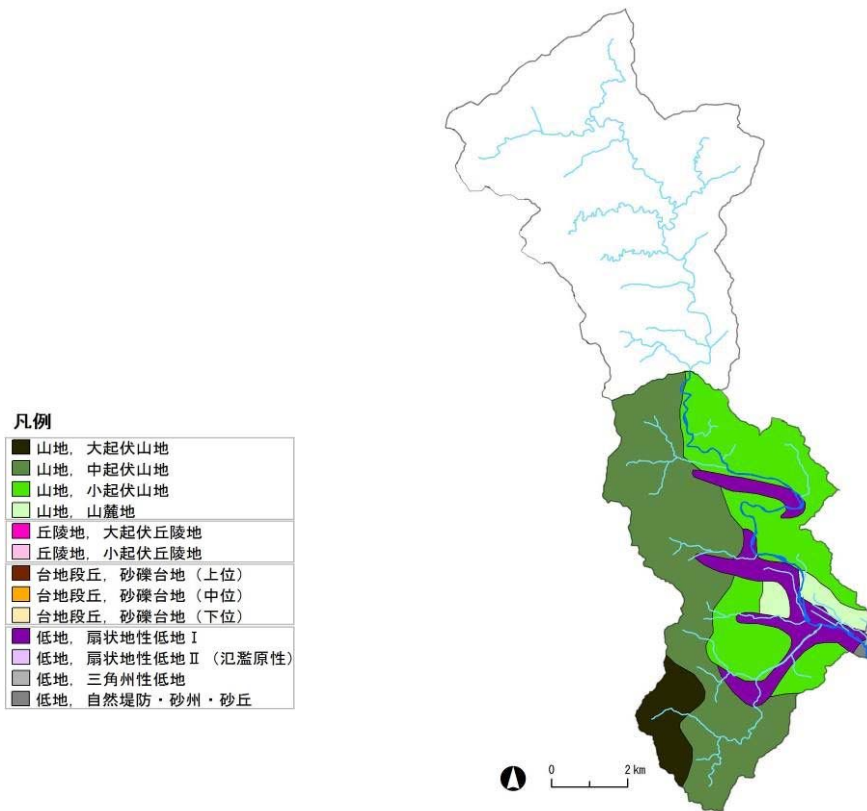 凡例
山地，大起伏山地
山地，中起伏山地
山地，小起伏山地
山地，山麓地
丘陵地，大起伏丘陵地
丘陵地，小起伏丘陵地
台地段丘，砂礫台地（上位）
台地段丘，砂礫台地（中位）
台地段丘，砂礫台地（下位）
低地，扇状地性低地Ⅰ
低地，扇状地性低地Ⅱ（氾濫原性）
低地，三角州性低地
低地，自然堤防・砂州・砂丘
0 2 km